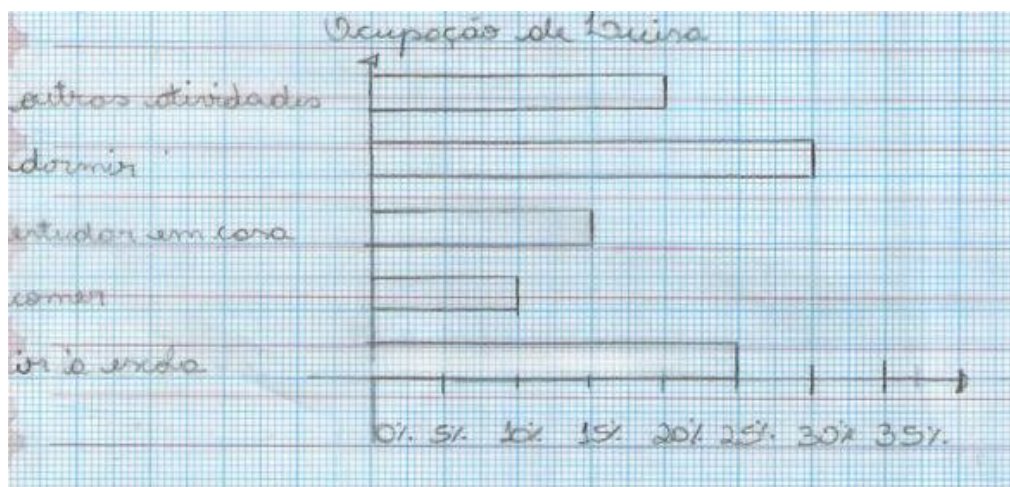 Ocupação de Luisa
outras atividades
dormir
estudar em casa
comer
ir à escola
0% 5% 10% 15% 20% 25% 30% 35%